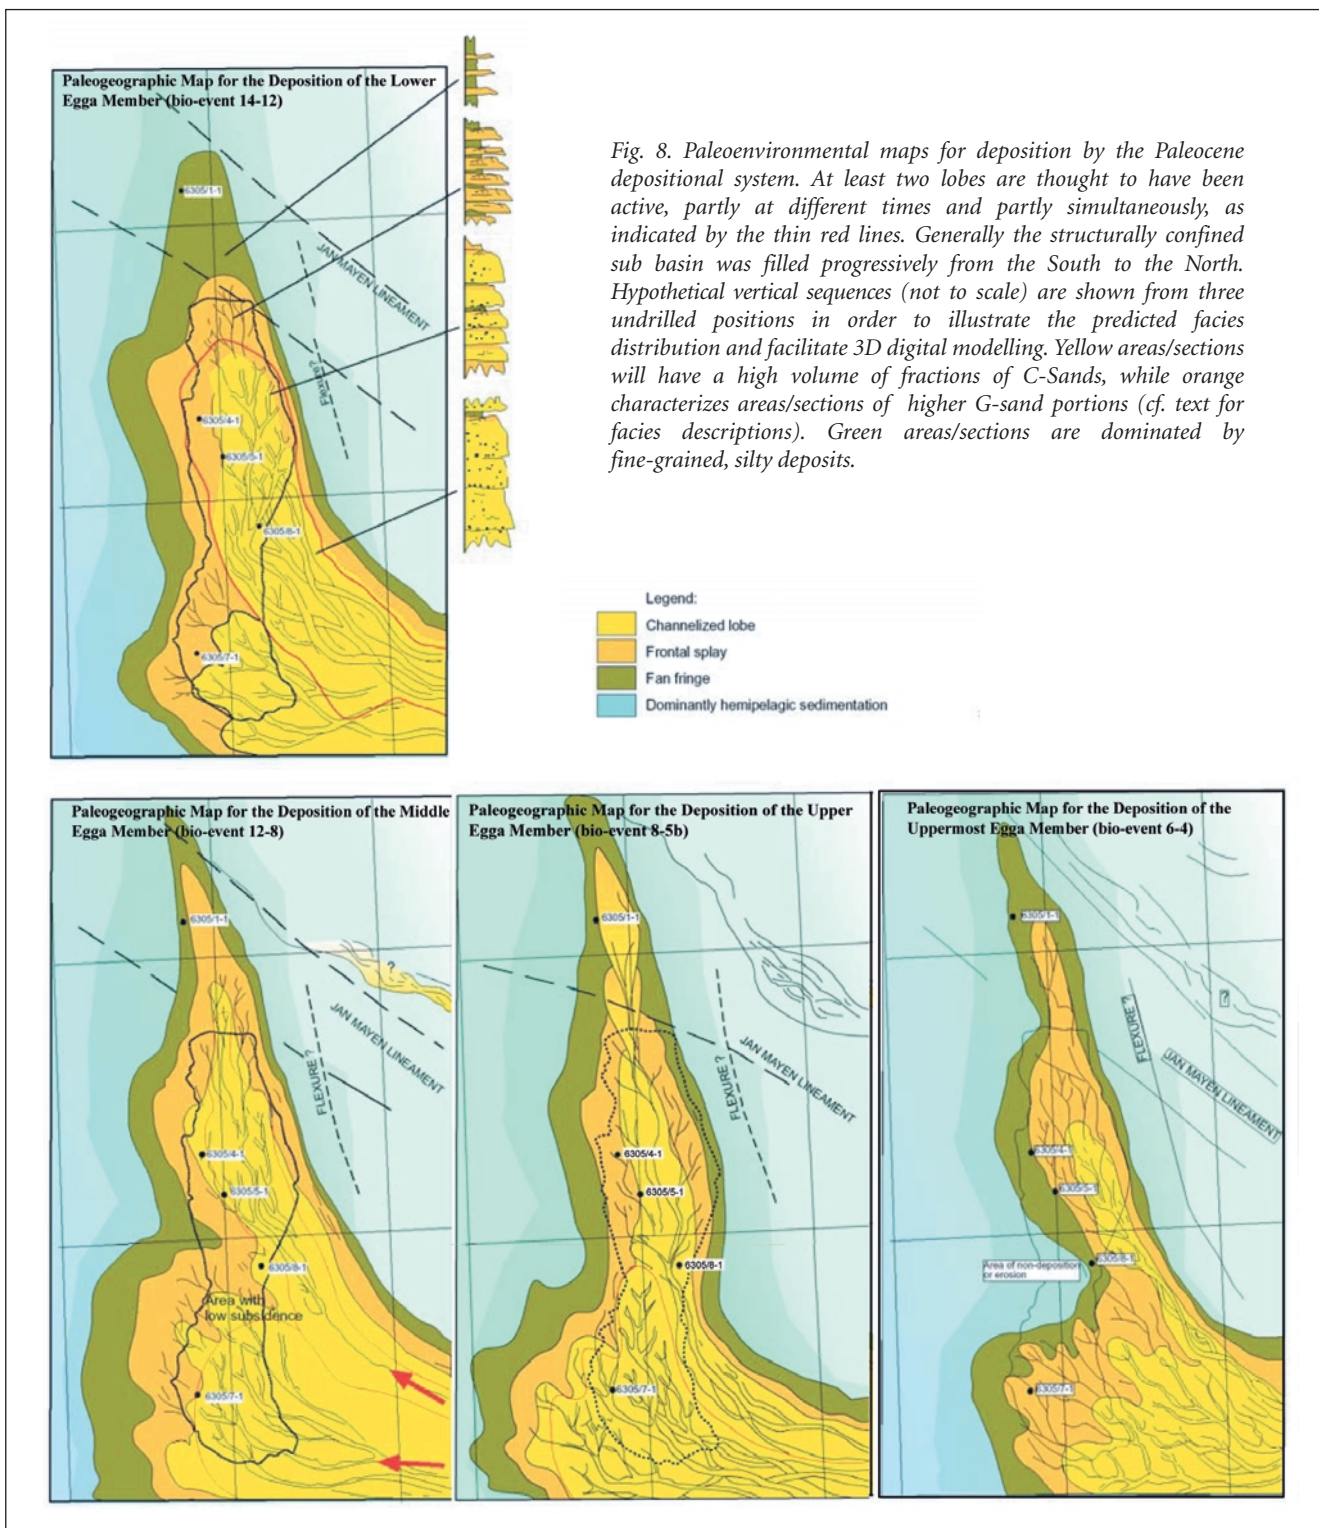 Paleogeographic Map for the Deposition of the Lower
Egga Member (bio-event 14-12)
6305/1-1
JAN MAYEN LINEAMENT
Flexure?
6305/4-1
6305/5-1
6305/8-1
6305/7-1
Fig. 8. Paleoenvironmental maps for deposition by the Paleocene
depositional system. At least two lobes are thought to have been
active, partly at different times and partly simultaneously, as
indicated by the thin red lines. Generally the structurally confined
sub basin was filled progressively from the South to the North.
Hypothetical vertical sequences (not to scale) are shown from three
undrilled positions in order to illustrate the predicted facies
distribution and facilitate 3D digital modelling. Yellow areas/sections
will have a high volume of fractions of C-Sands, while orange
characterizes areas/sections of higher G-sand portions (cf. text for
facies descriptions). Green areas/sections are dominated by
fine-grained, silty deposits.
Legend:
Channelized lobe
Frontal splay
Fan fringe
Dominantly hemipelagic sedimentation
Paleogeographic Map for the Deposition of the Middle
Egga Member (bio-event 12-8)
6305/1-1
?
JAN MAYEN LINEAMENT
FLEXURE ?
6305/4-1
6305/5-1
6305/8-1
Area with
low subsidence
6305/7-1
Paleogeographic Map for the Deposition of the Upper
Egga Member (bio-event 8-5b)
6305/1-1
JAN MAYEN LINEAMENT
FLEXURE ?
6305/4-1
6305/5-1
6305/8-1
6305/7-1
Paleogeographic Map for the Deposition of the
Uppermost Egga Member (bio-event 6-4)
6305/1-1
?
FLEXURE ?
JAN MAYEN LINEAMENT
6305/4-1
6305/5-1
6305/8-1
Area of non-deposition
or erosion
6305/7-1